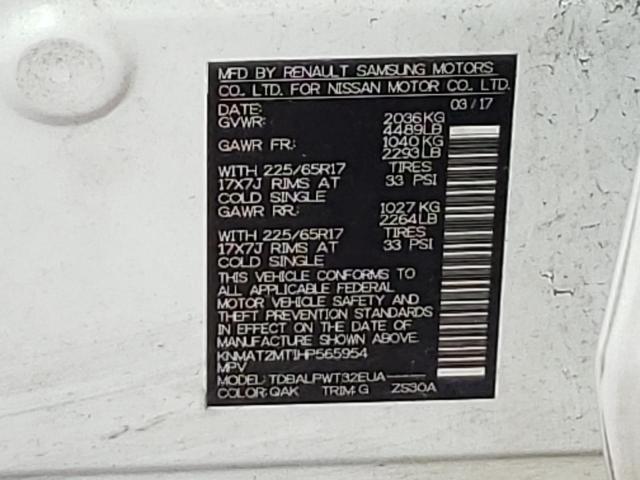 MFD BY RENAULT SAMSUNG MOTORS
CO., LTD. FOR NISSAN MOTOR CO., LTD.
DATE: 03/17
GVWR: 2036KG
4489LB
GAWR FR: 1040KG
2293LB
WITH 225/65R17 TIRES
17X7J RIMS AT 33 PSI
COLD SINGLE
GAWR RR: 1027 KG
2264LB
WITH 225/65R17 TIRES
17X7J RIMS AT 33 PSI
COLD SINGLE
THIS VEHICLE CONFORMS TO
ALL APPLICABLE FEDERAL
MOTOR VEHICLE SAFETY AND
THEFT PREVENTION STANDARDS
IN EFFECT ON THE DATE OF
MANUFACTURE SHOWN ABOVE.
KNMAT2MT1HP565954
MPV
MODEL: TDBALPWT32EUA
COLOR: QAK TRIM: G ZS30A